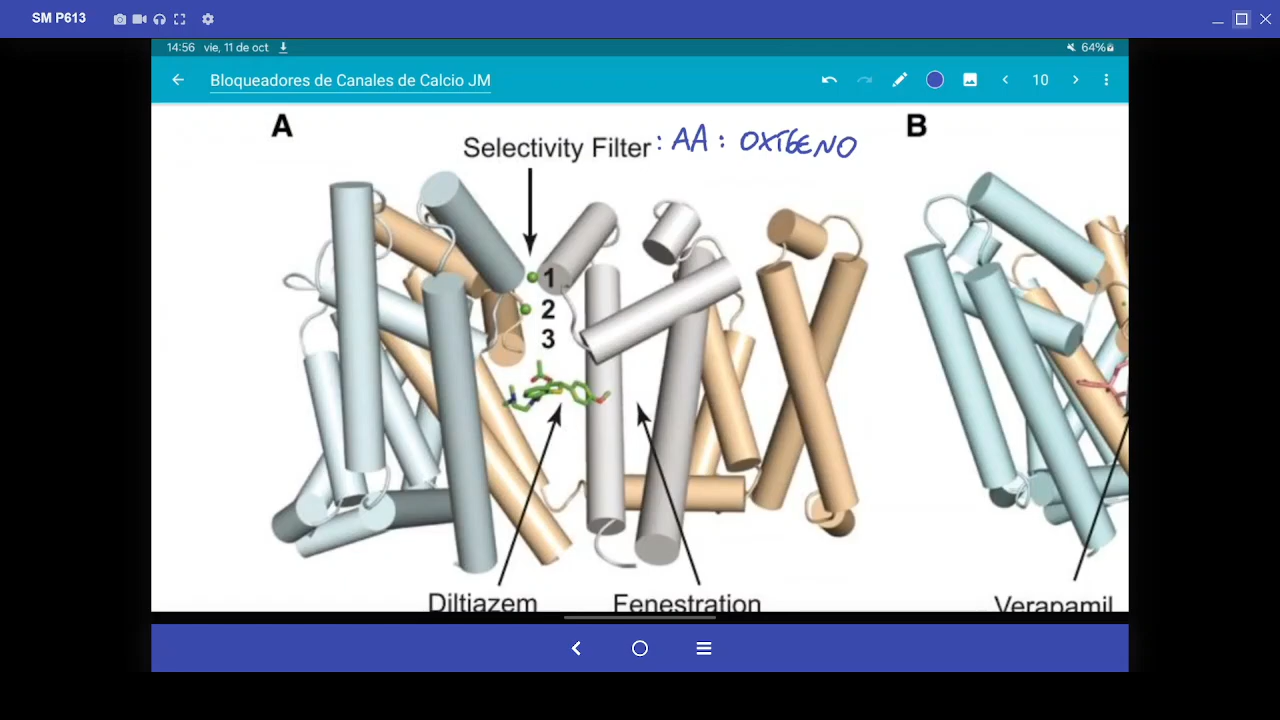 SM P613
14:56 vie, 11 de oct
64%
Bloqueadores de Canales de Calcio JM
10
A
Selectivity Filter : AA : OXIGENO
B
1
2
3
Diltiazem
Fenestration
Verapamil